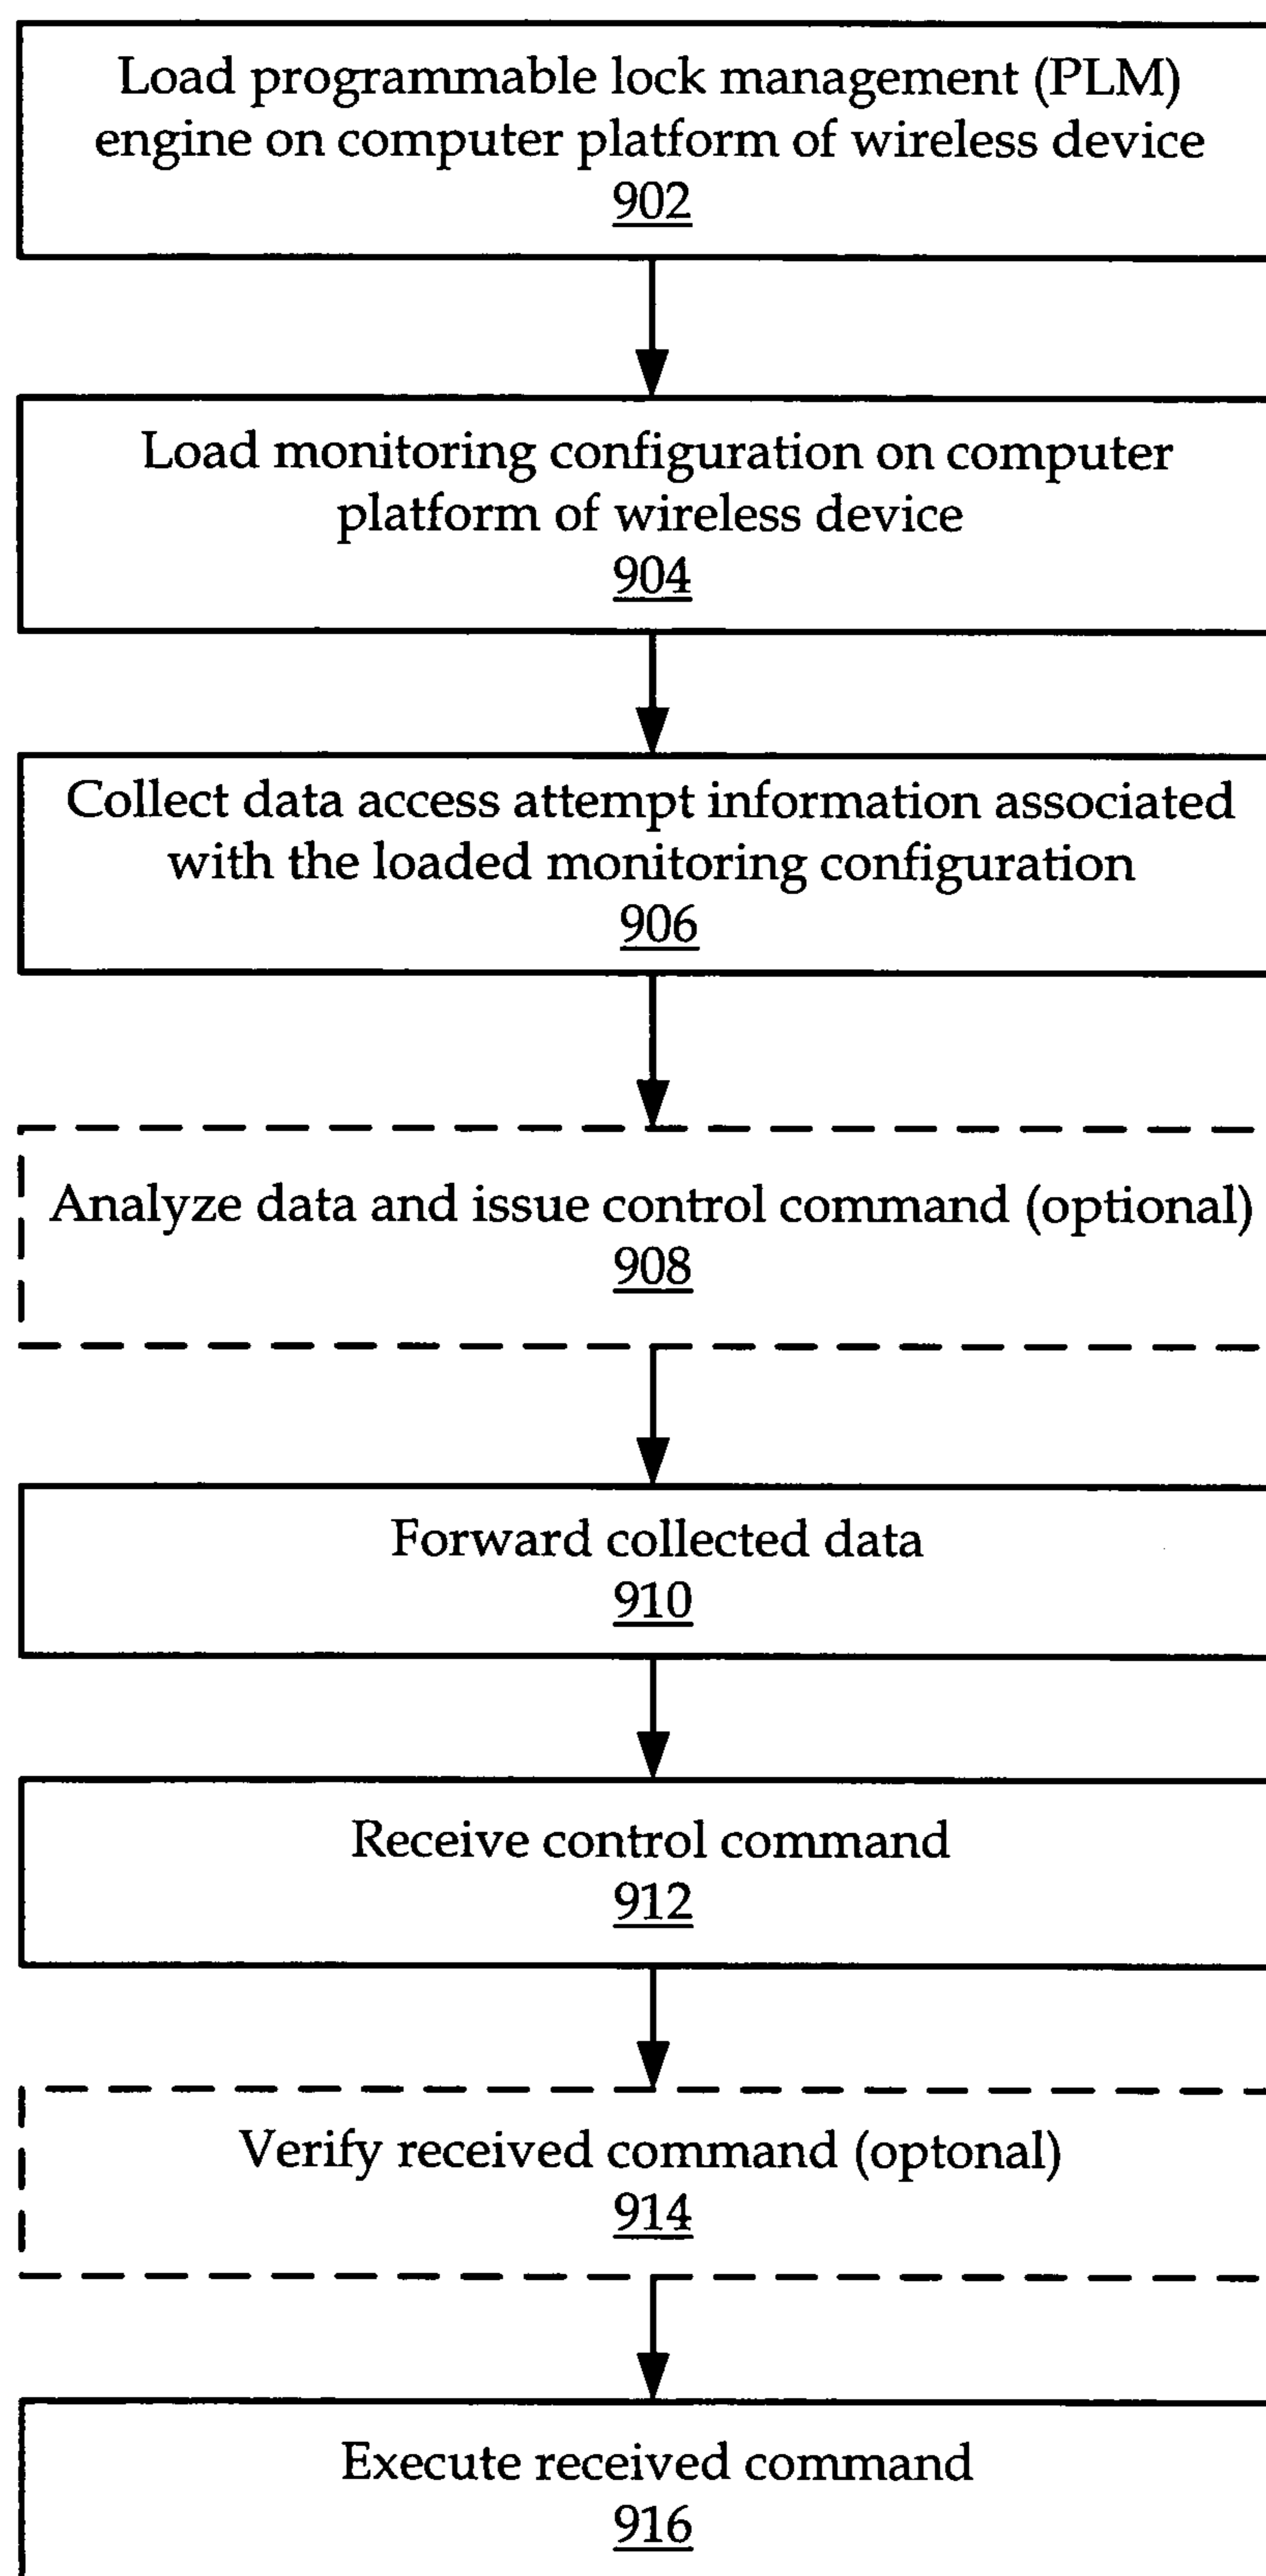 Load programmable lock management (PLM)
engine on computer platform of wireless device
902
Load monitoring configuration on computer
platform of wireless device
904
Collect data access attempt information associated
with the loaded monitoring configuration
906
Analyze data and issue control command (optional)
908
Forward collected data
910
Receive control command
912
Verify received command (optonal)
914
Execute received command
916